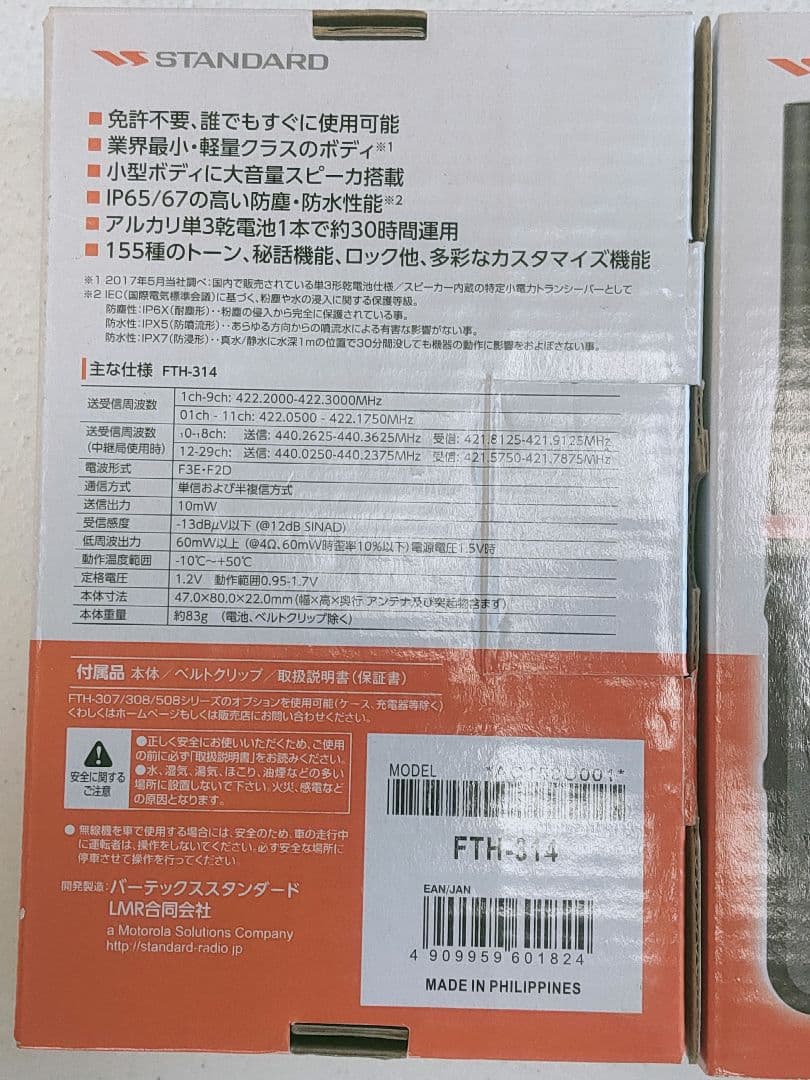 STANDARD
■ 免許不要、誰でもすぐに使用可能
■ 業界最小・軽量クラスのボディ※1
■ 小型ボディに大音量スピーカ搭載
■ IP65/67の高い防塵・防水性能※2
■ アルカリ単3乾電池1本で約30時間運用
■ 155種のトーン、秘話機能、ロック他、多彩なカスタマイズ機能
※1 2017年5月当社調べ：国内で販売されている単3形乾電池仕様／スピーカー内蔵の特定小電力トランシーバーとして
※2 IEC（国際電気標準会議）に基づく、粉塵や水の浸入に関する保護等級。
防塵性：IP6X（耐塵形）‥粉塵の侵入から完全に保護されている事。
防水性：IPX5（防噴流形）‥あらゆる方向からの噴流水による有害な影響がない事。
防水性：IPX7（防浸形）‥真水/静水に水深1mの位置で30分間没しても機器の動作に影響をおよぼさない事。
主な仕様 FTH-314
送受信周波数 1ch-9ch: 422.2000-422.3000MHz
01ch - 11ch: 422.0500 - 422.1750MHz
送受信周波数（中継局使用時） 10-18ch: 送信: 440.2625-440.3625MHz 受信: 421.8125-421.9125MHz
12-29ch: 送信: 440.0250-440.2375MHz 受信: 421.5750-421.7875MHz
電波形式 F3E・F2D
通信方式 単信および半複信方式
送信出力 10mW
受信感度 -13dBμV以下（@12dB SINAD）
低周波出力 60mW以上（@4Ω、60mW時歪率10%以下）電源電圧1.5V時
動作温度範囲 -10℃～+50℃
定格電圧 1.2V 動作範囲0.95-1.7V
本体寸法 47.0×80.0×22.0mm（幅×高×奥行 アンテナ及び突起物含まず）
本体重量 約83g （電池、ベルトクリップ除く）
付属品 本体／ベルトクリップ／取扱説明書（保証書）
FTH-307/308/508シリーズのオプションを使用可能（ケース、充電器等除く）
くわしくはホームページもしくは販売店にお問い合わせください。
安全に関するご注意
●正しく安全にお使いいただくため、ご使用
の前に必ず「取扱説明書」をお読みください。
●水、湿気、湯気、ほこり、油煙などの多い
場所に設置しないで下さい。火災、感電など
の原因となります。
● 無線機を車で使用する場合には、安全のため、車の走行中
に運転者は、操作をしないでください。必ず安全な場所に
停車させて操作を行ってください
開発製造：バーテックススタンダード
LMR合同会社
a Motorola Solutions Company
http://standard-radio.jp
MODEL
FTH-314
EAN/JAN
4 909959 601824
MADE IN PHILIPPINES